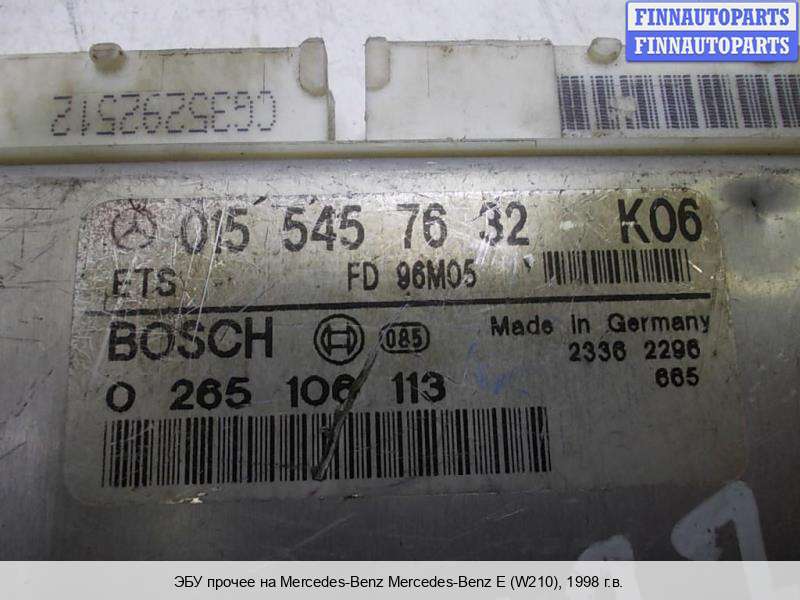 FINNAUTOPARTS
FINNAUTOPARTS
CG35292512
015 545 76 32 K06
ETS FD 96M05
BOSCH 085 Made in Germany
2336 2296
0 265 106 113 665
ЭБУ прочее на Mercedes-Benz Mercedes-Benz E (W210), 1998 г.в.